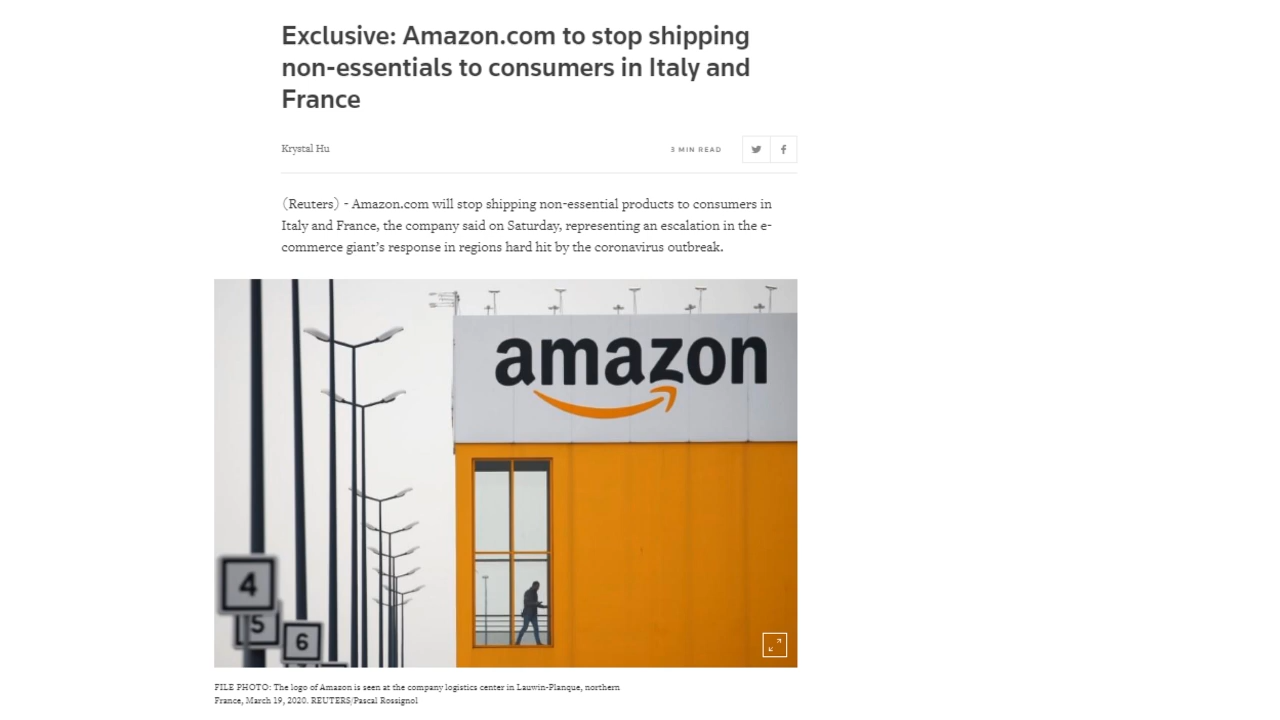 Exclusive: Amazon.com to stop shipping
non-essentials to consumers in Italy and
France
Krystal Hu
3 MIN READ
(Reuters) - Amazon.com will stop shipping non-essential products to consumers in
Italy and France, the company said on Saturday, representing an escalation in the e-
commerce giant’s response in regions hard hit by the coronavirus outbreak.
amazon
4
5
6
FILE PHOTO: The logo of Amazon is seen at the company logistics center in Lauwin-Planque, northern
France, March 19, 2020. REUTERS/Pascal Rossignol